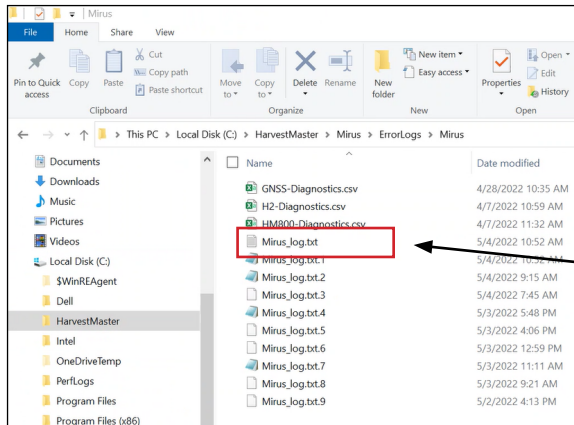 Mirus
File Home Share View
Pin to Quick access
Copy
Paste
Cut
Copy path
Paste shortcut
Clipboard
Move to
Copy to
Delete
Rename
Organize
New folder
New item
Easy access
New
Properties
Open
Edit
History
Open
This PC > Local Disk (C:) > HarvestMaster > Mirus > ErrorLogs > Mirus
Documents
Downloads
Music
Pictures
Videos
Local Disk (C:)
$WinREAgent
Dell
HarvestMaster
Intel
OneDriveTemp
PerfLogs
Program Files
Program Files (x86)
Name Date modified
GNSS-Diagnostics.csv 4/28/2022 10:35 AM
H2-Diagnostics.csv 4/7/2022 10:59 AM
HM800-Diagnostics.csv 4/7/2022 11:32 AM
Mirus_log.txt 5/4/2022 10:52 AM
Mirus_log.txt.1 5/4/2022 10:52 AM
Mirus_log.txt.2 5/4/2022 9:15 AM
Mirus_log.txt.3 5/4/2022 7:45 AM
Mirus_log.txt.4 5/3/2022 5:48 PM
Mirus_log.txt.5 5/3/2022 4:06 PM
Mirus_log.txt.6 5/3/2022 12:59 PM
Mirus_log.txt.7 5/3/2022 11:11 AM
Mirus_log.txt.8 5/3/2022 9:21 AM
Mirus_log.txt.9 5/2/2022 4:13 PM